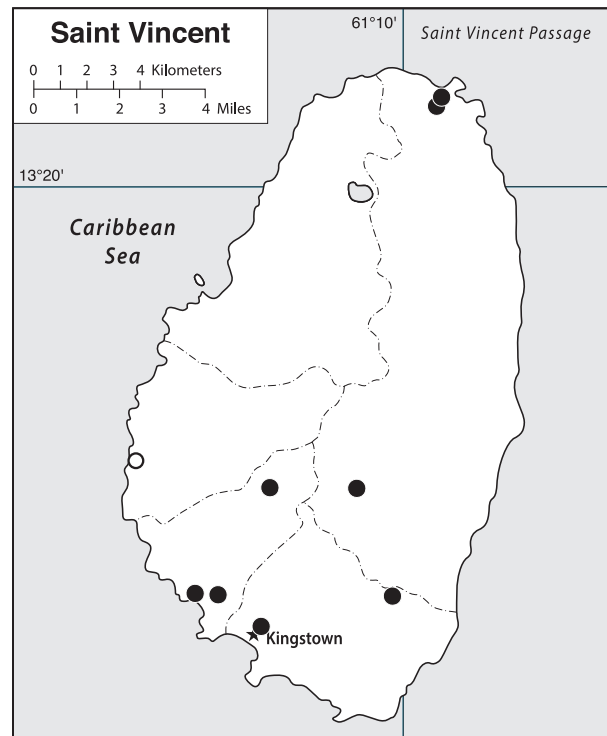 Saint Vincent
0 1 2 3 4 Kilometers
0 1 2 3 4 Miles
61°10'
Saint Vincent Passage
13°20'
Caribbean
Sea
Kingstown